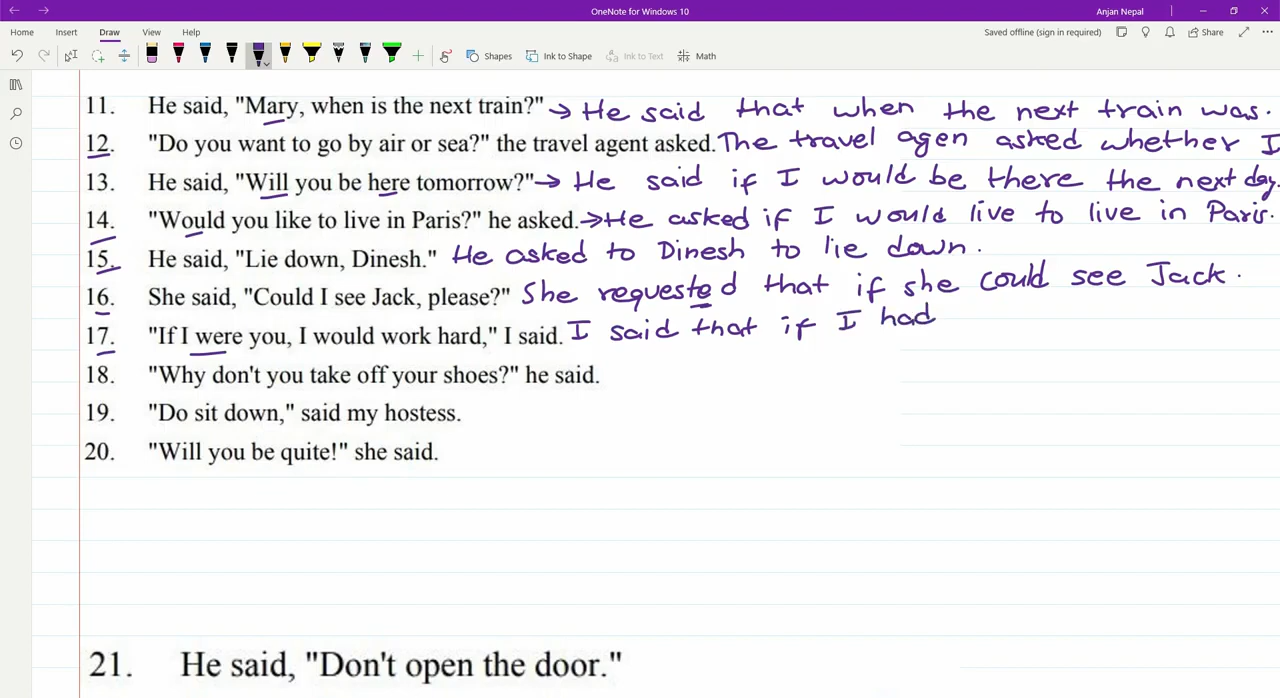 OneNote for Windows 10
Anjan Nepal
Home Insert Draw View Help
Saved offline (sign in required)
Share
Shapes Ink to Shape Ink to Text Math
11. He said, "Mary, when is the next train?" → He said that when the next train was.
12. "Do you want to go by air or sea?" the travel agent asked. The travel agen asked whether I
13. He said, "Will you be here tomorrow?" → He said if I would be there the next day.
14. "Would you like to live in Paris?" he asked. → He asked if I would live to live in Paris.
15. He said, "Lie down, Dinesh." He asked to Dinesh to lie down.
16. She said, "Could I see Jack, please?" She requested that if she could see Jack.
17. "If I were you, I would work hard," I said. I said that if I had
18. "Why don't you take off your shoes?" he said.
19. "Do sit down," said my hostess.
20. "Will you be quite!" she said.
21. He said, "Don't open the door."